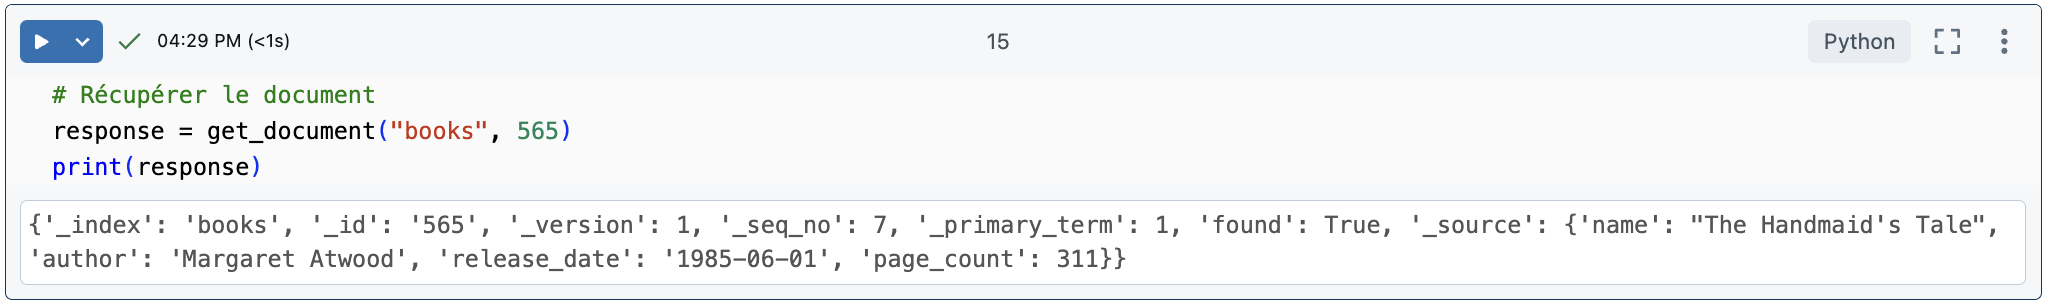 04:29 PM (<1s)
15
Python
# Récupérer le document
response = get_document("books", 565)
print(response)
{'_index': 'books', '_id': '565', '_version': 1, '_seq_no': 7, '_primary_term': 1, 'found': True, '_source': {'name': "The Handmaid's Tale",
'author': 'Margaret Atwood', 'release_date': '1985-06-01', 'page_count': 311}}